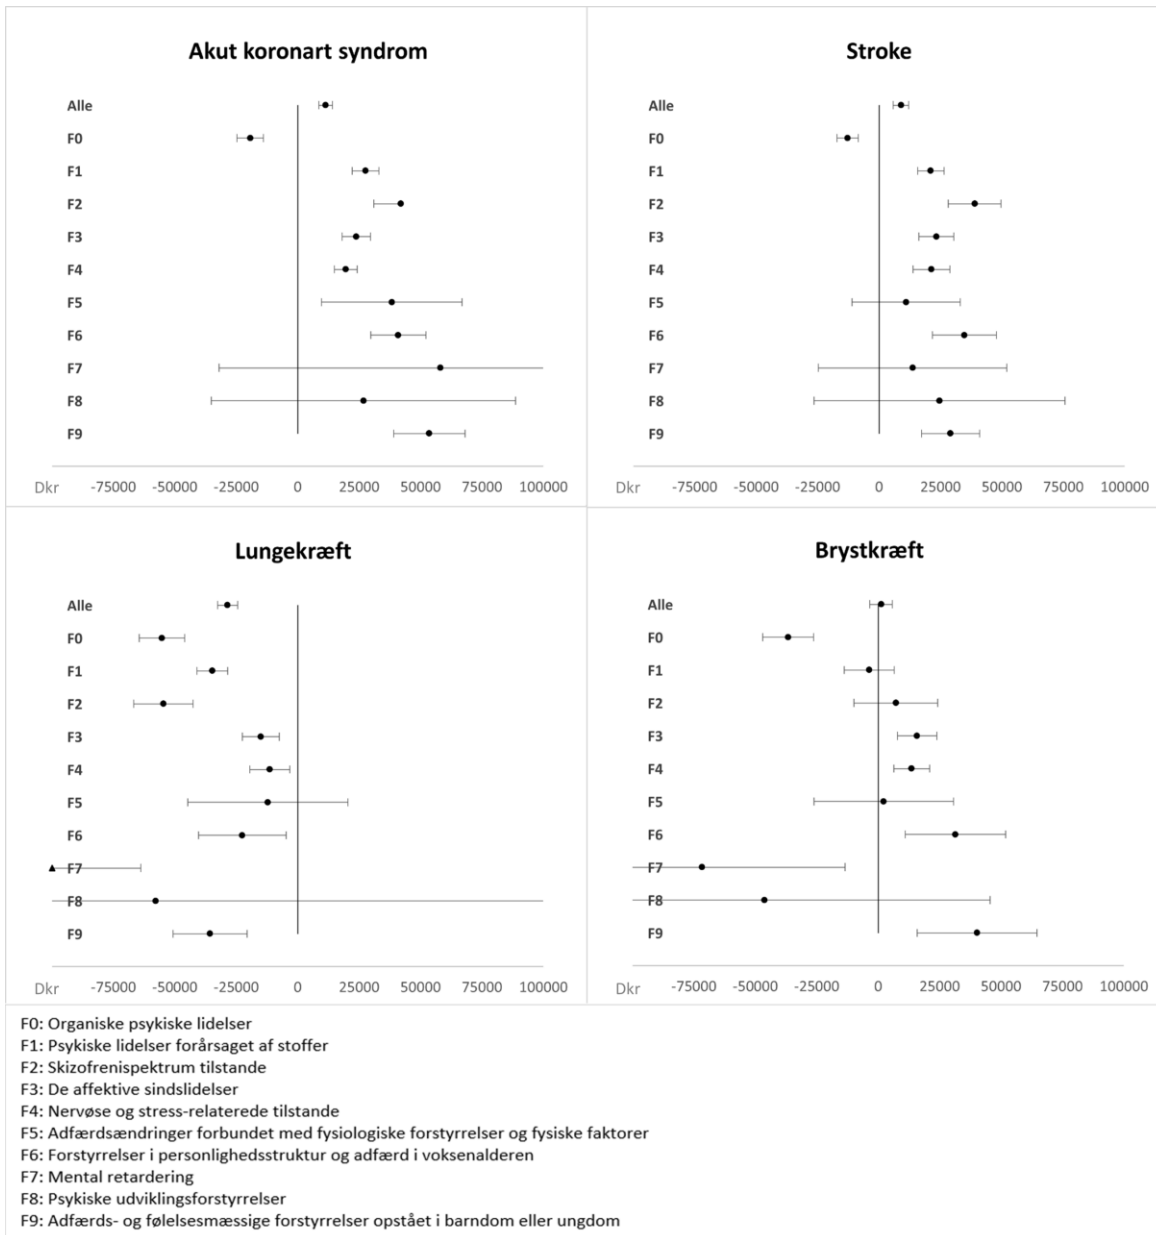 Akut koronart syndrom
Alle
F0
F1
F2
F3
F4
F5
F6
F7
F8
F9
Dkr -75000 -50000 -25000 0 25000 50000 75000 100000
Stroke
Alle
F0
F1
F2
F3
F4
F5
F6
F7
F8
F9
Dkr -75000 -50000 -25000 0 25000 50000 75000 100000
Lungekræft
Alle
F0
F1
F2
F3
F4
F5
F6
F7
F8
F9
Dkr -75000 -50000 -25000 0 25000 50000 75000 100000
Brystkræft
Alle
F0
F1
F2
F3
F4
F5
F6
F7
F8
F9
Dkr -75000 -50000 -25000 0 25000 50000 75000 100000
F0: Organiske psykiske lidelser
F1: Psykiske lidelser forårsaget af stoffer
F2: Skizofrenispektrum tilstande
F3: De affektive sindslidelser
F4: Nervøse og stress-relaterede tilstande
F5: Adfærdsændringer forbundet med fysiologiske forstyrrelser og fysiske faktorer
F6: Forstyrrelser i personlighedsstruktur og adfærd i voksenalderen
F7: Mental retardering
F8: Psykiske udviklingsforstyrrelser
F9: Adfærds- og følelsesmæssige forstyrrelser opstået i barndom eller ungdom